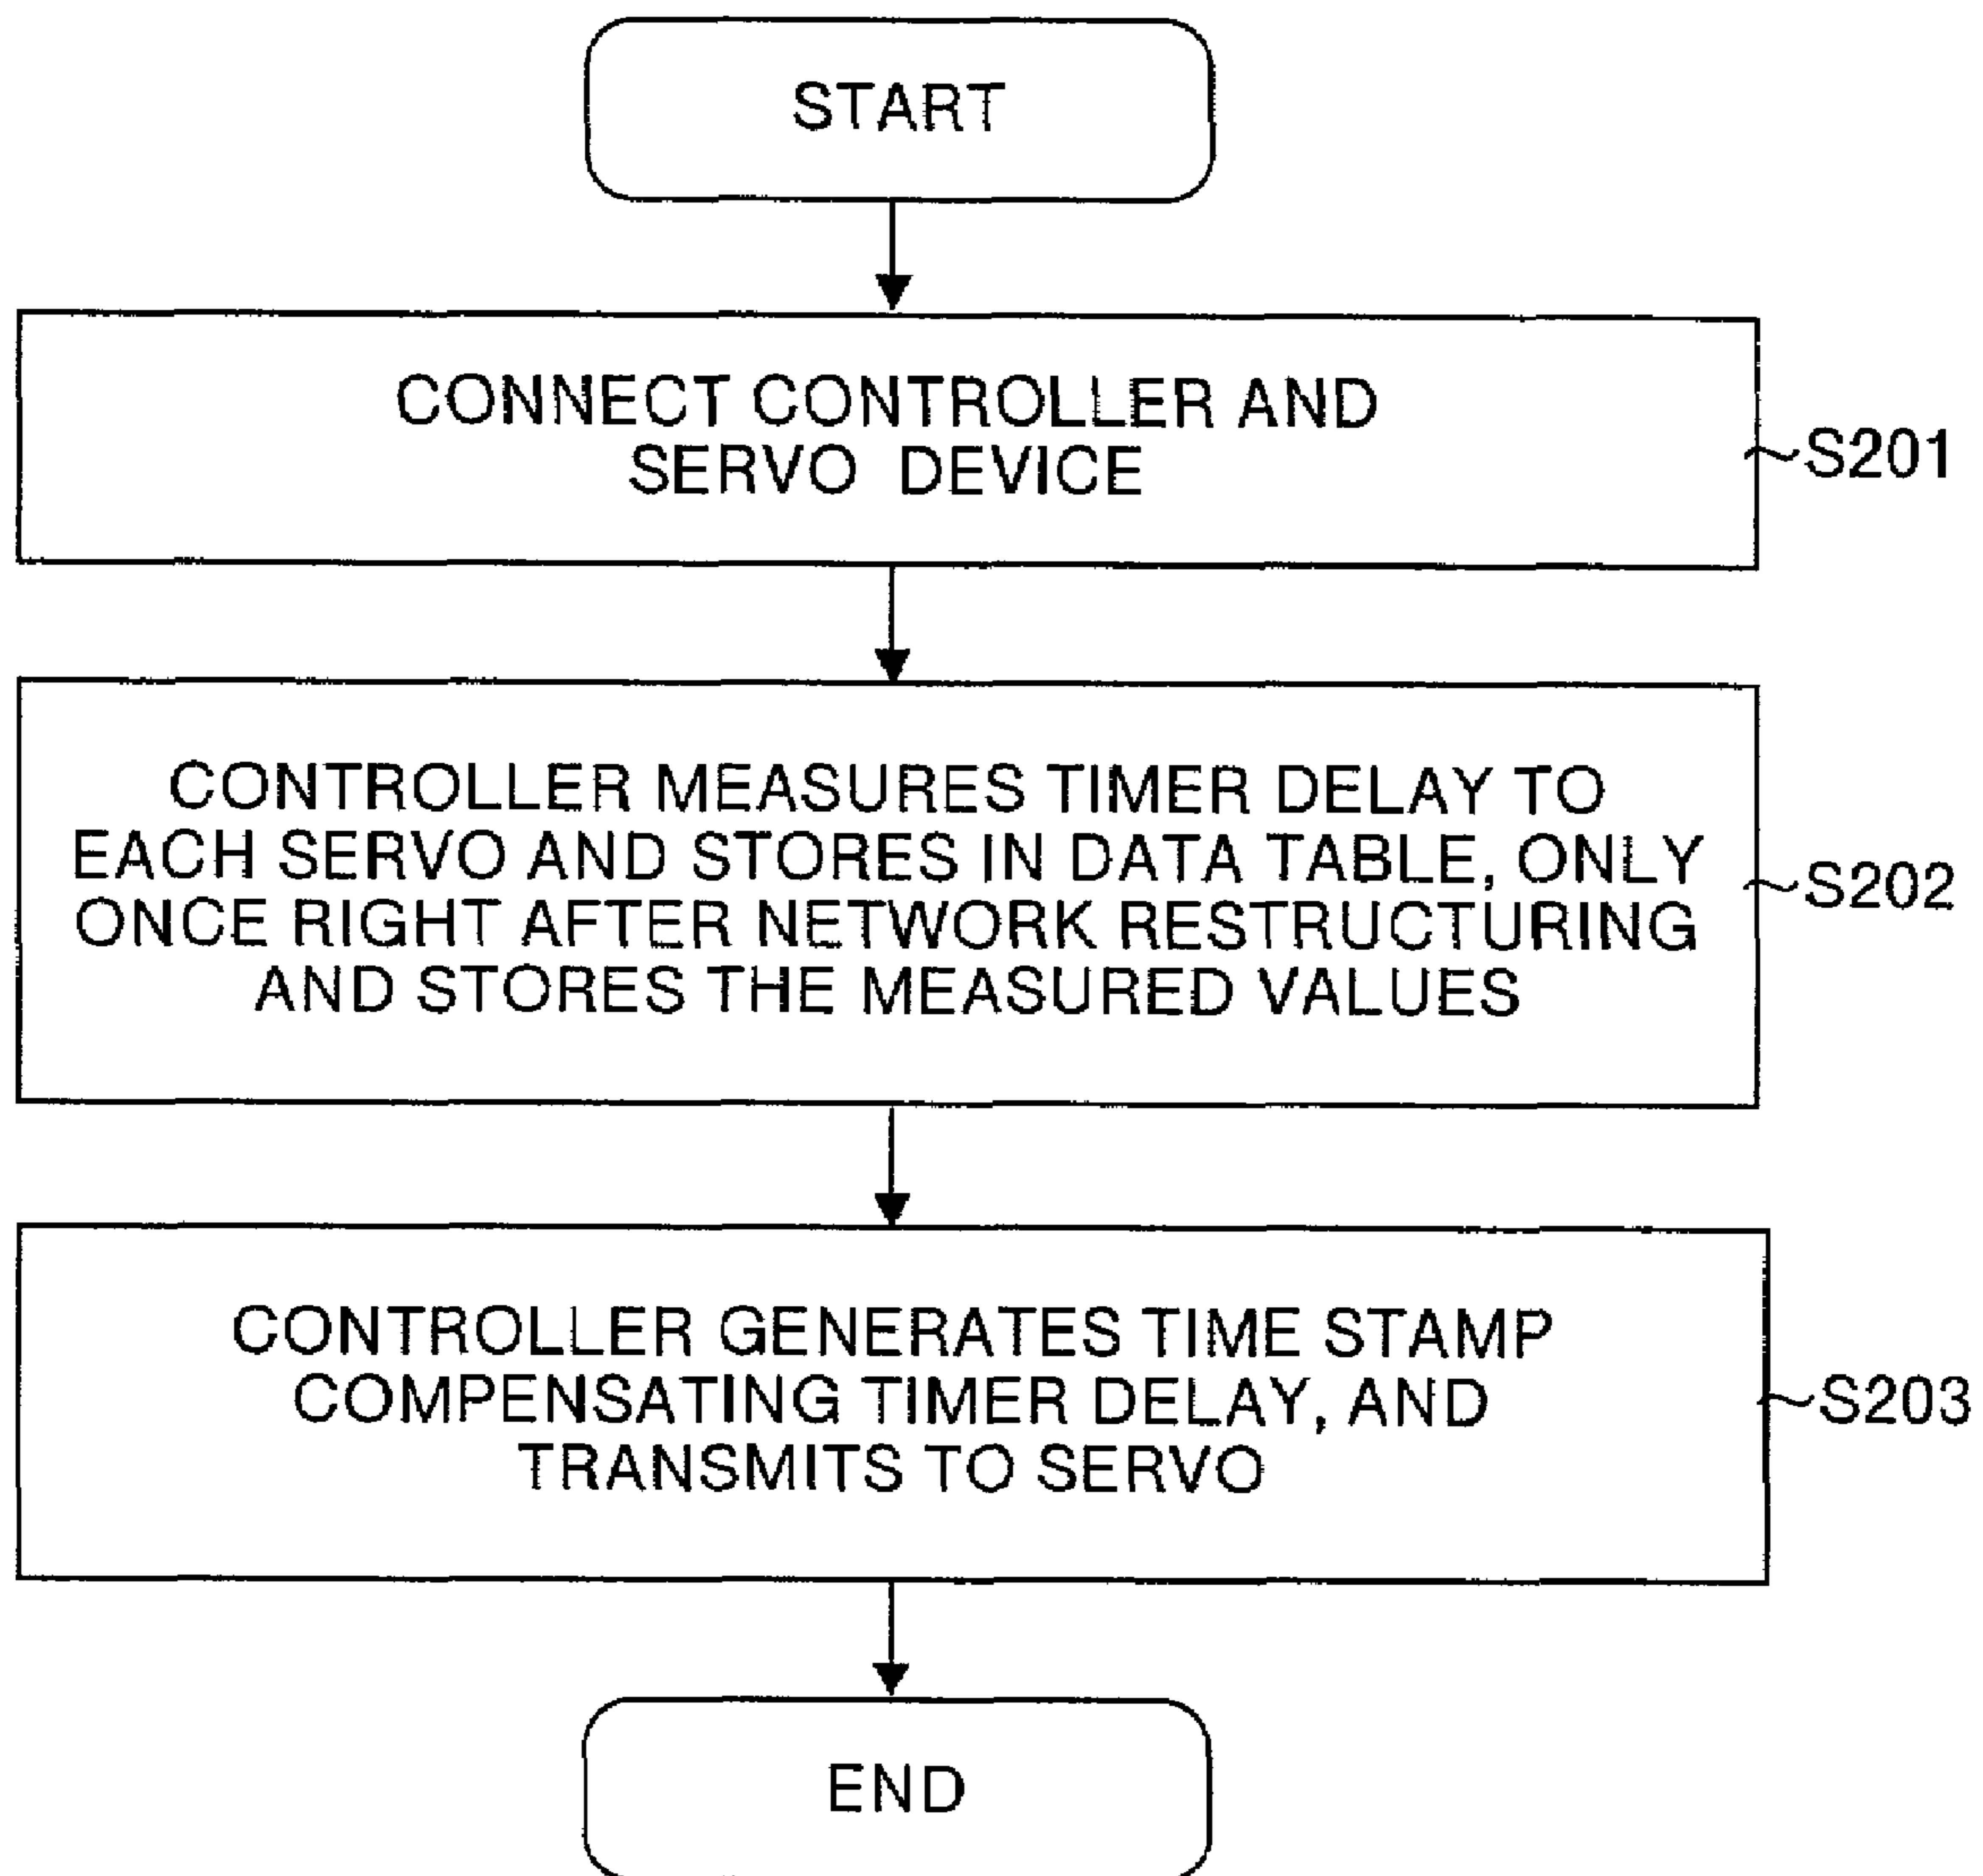 START
CONNECT CONTROLLER AND
SERVO DEVICE
S201
CONTROLLER MEASURES TIMER DELAY TO
EACH SERVO AND STORES IN DATA TABLE, ONLY
ONCE RIGHT AFTER NETWORK RESTRUCTURING
AND STORES THE MEASURED VALUES
S202
CONTROLLER GENERATES TIME STAMP
COMPENSATING TIMER DELAY, AND
TRANSMITS TO SERVO
S203
END